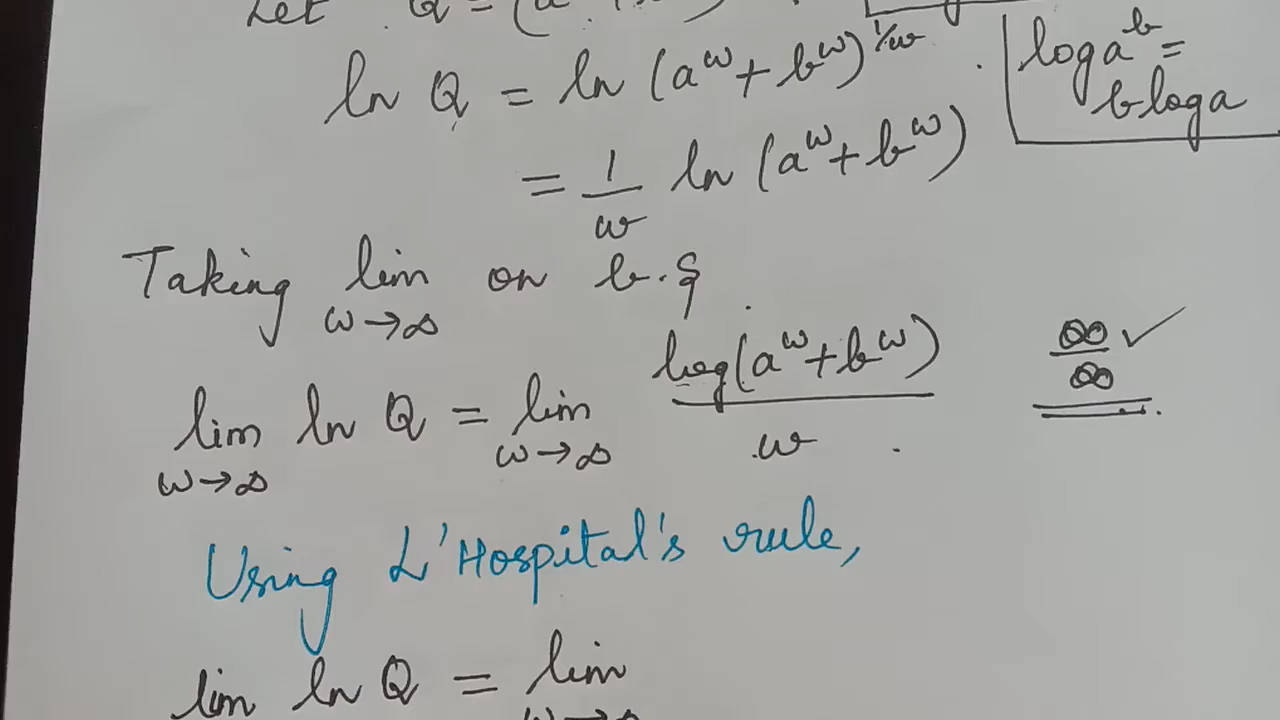 Let Q = (a
ln Q = ln (a^w + b^w)^1/w
log a^b =
b log a
= 1/w ln (a^w + b^w)
Taking lim w→∞ on b.s
lim w→∞ ln Q = lim w→∞ log(a^w + b^w)/w ∞/∞ ✓
Using L'Hospital's rule,
lim ln Q = lim w→∞